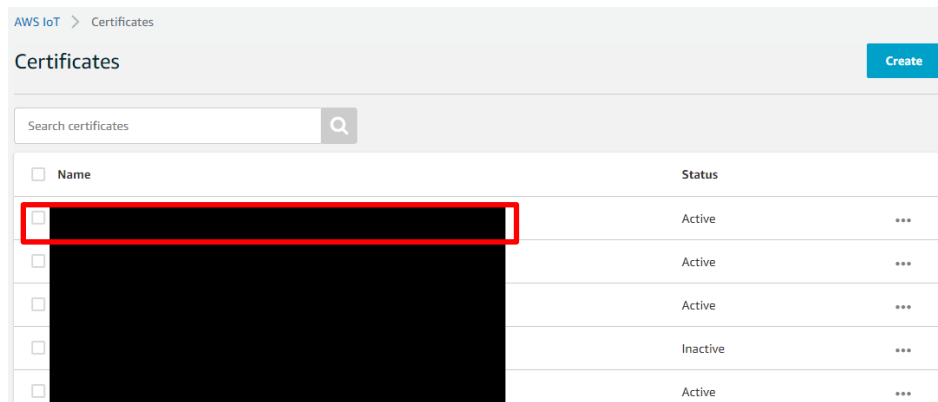 AWS IoT > Certificates
Certificates
Create
Search certificates
Name Status
Active
Active
Active
Inactive
Active